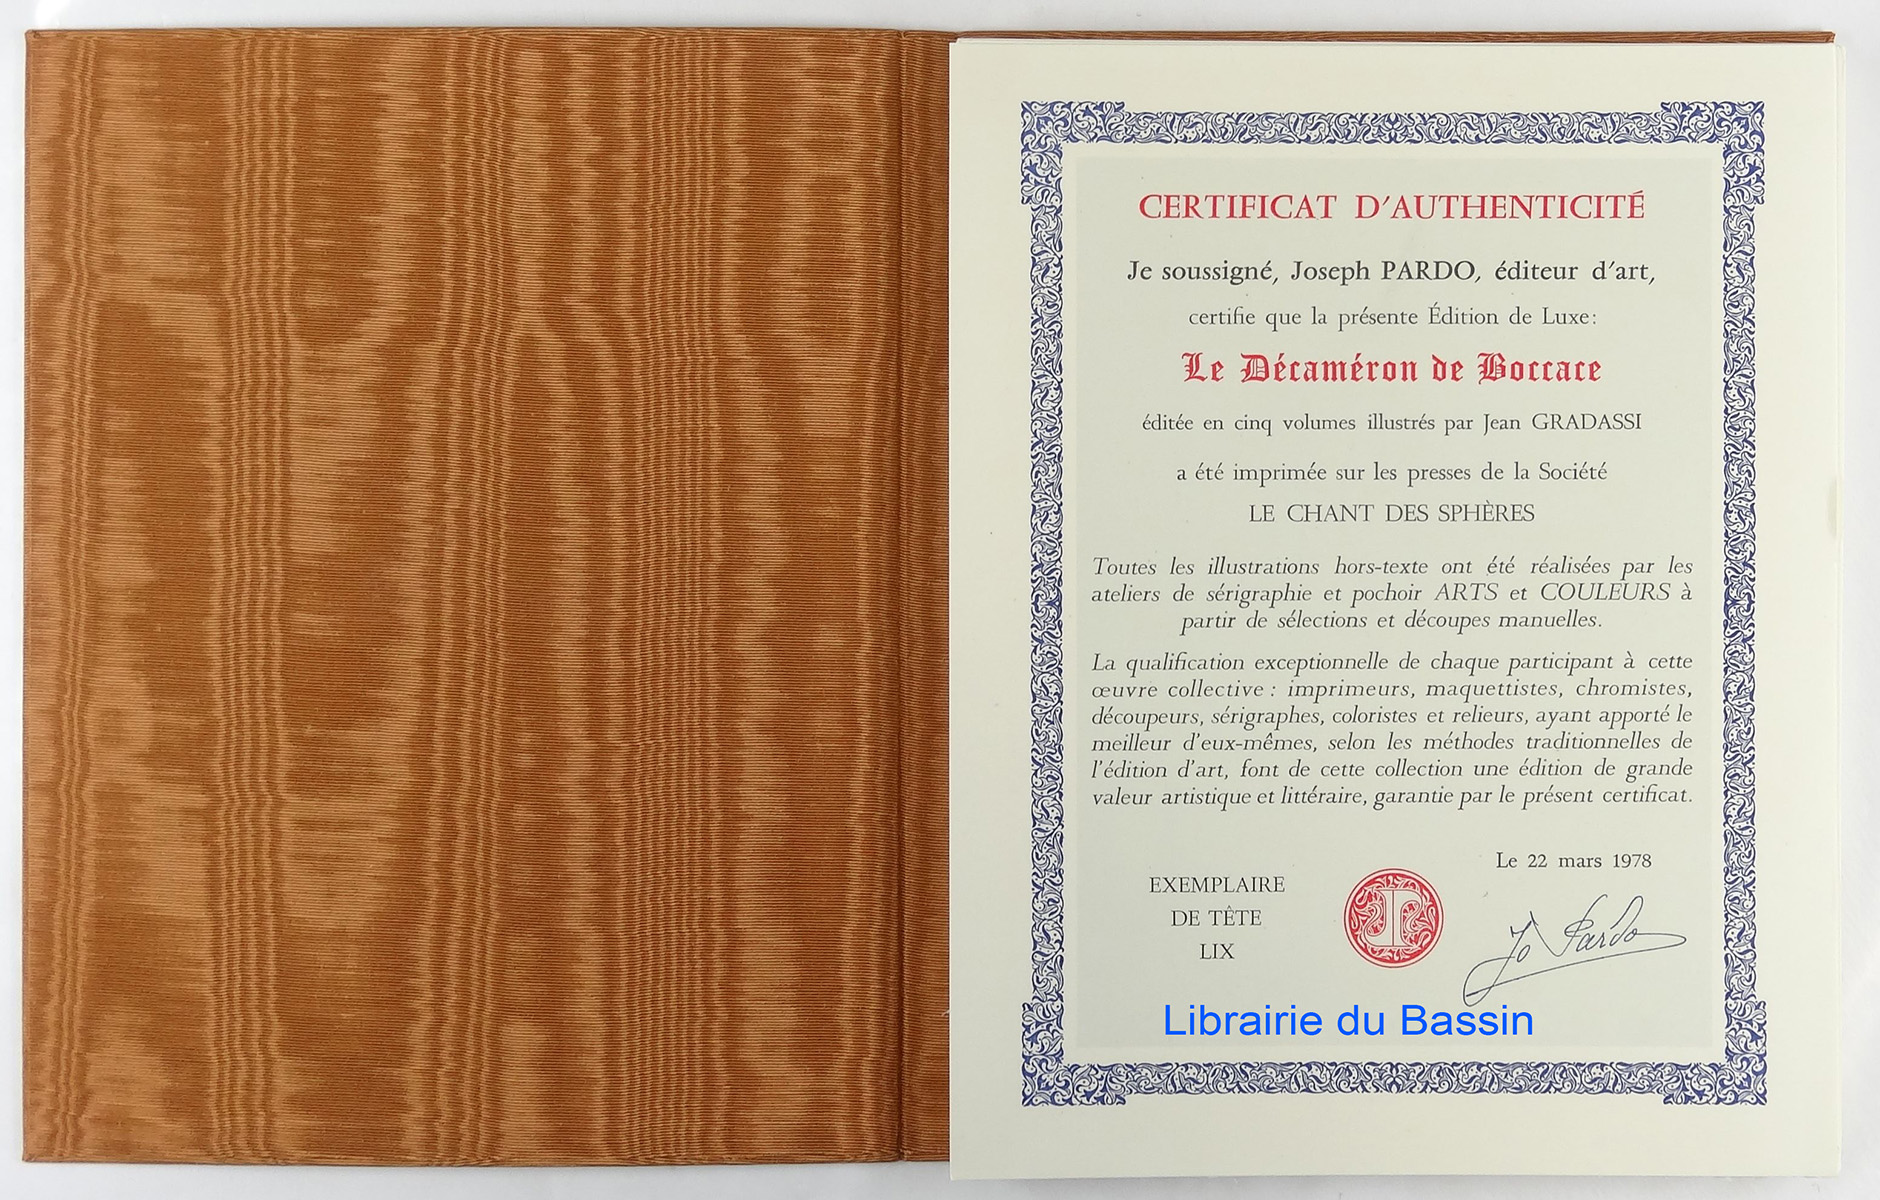 CERTIFICAT D'AUTHENTICITÉ
Je soussigné, Joseph PARDO, éditeur d'art,
certifie que la présente Édition de Luxe:
Le Décaméron de Boccace
éditée en cinq volumes illustrés par Jean GRADASSI
a été imprimée sur les presses de la Société
LE CHANT DES SPHÈRES
Toutes les illustrations hors-texte ont été réalisées par les
ateliers de sérigraphie et pochoir ARTS et COULEURS à
partir de sélections et découpes manuelles.
La qualification exceptionnelle de chaque participant à cette
œuvre collective : imprimeurs, maquettistes, chromistes,
découpeurs, sérigraphes, coloristes et relieurs, ayant apporté le
meilleur d'eux-mêmes, selon les méthodes traditionnelles de
l'édition d'art, font de cette collection une édition de grande
valeur artistique et littéraire, garantie par le présent certificat.
Le 22 mars 1978
EXEMPLAIRE
DE TÊTE
LIX
Jo Pardo
Librairie du Bassin